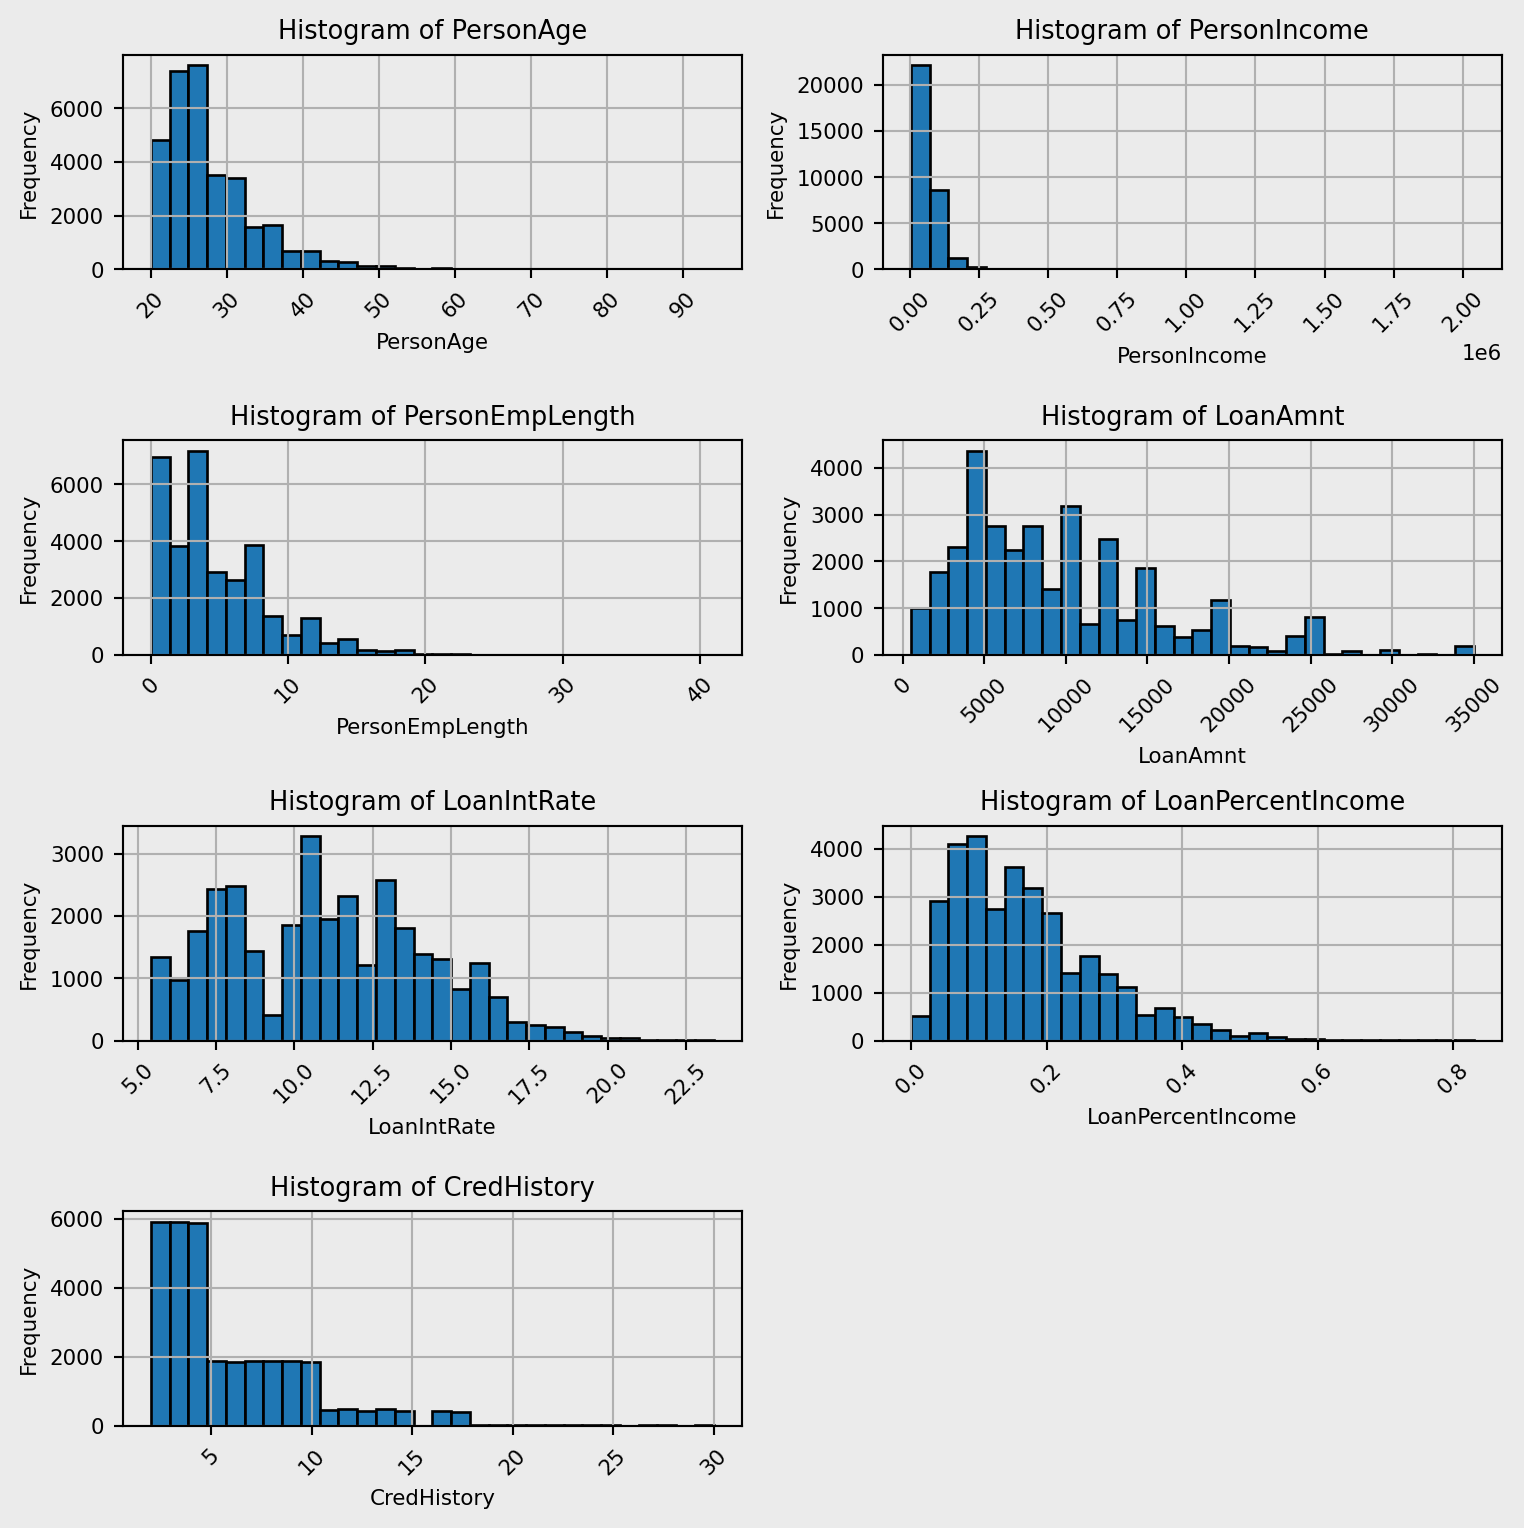 Histogram of PersonAge
Frequency
6000
4000
2000
0
20 30 40 50 60 70 80 90
PersonAge
Histogram of PersonIncome
Frequency
20000
15000
10000
5000
0
0.00 0.25 0.50 0.75 1.00 1.25 1.50 1.75 2.00
1e6
PersonIncome
Histogram of PersonEmpLength
Frequency
6000
4000
2000
0
0 10 20 30 40
PersonEmpLength
Histogram of LoanAmnt
Frequency
4000
3000
2000
1000
0
0 5000 10000 15000 20000 25000 30000 35000
LoanAmnt
Histogram of LoanIntRate
Frequency
3000
2000
1000
0
5.0 7.5 10.0 12.5 15.0 17.5 20.0 22.5
LoanIntRate
Histogram of LoanPercentIncome
Frequency
4000
3000
2000
1000
0
0.0 0.2 0.4 0.6 0.8
LoanPercentIncome
Histogram of CredHistory
Frequency
6000
4000
2000
0
5 10 15 20 25 30
CredHistory